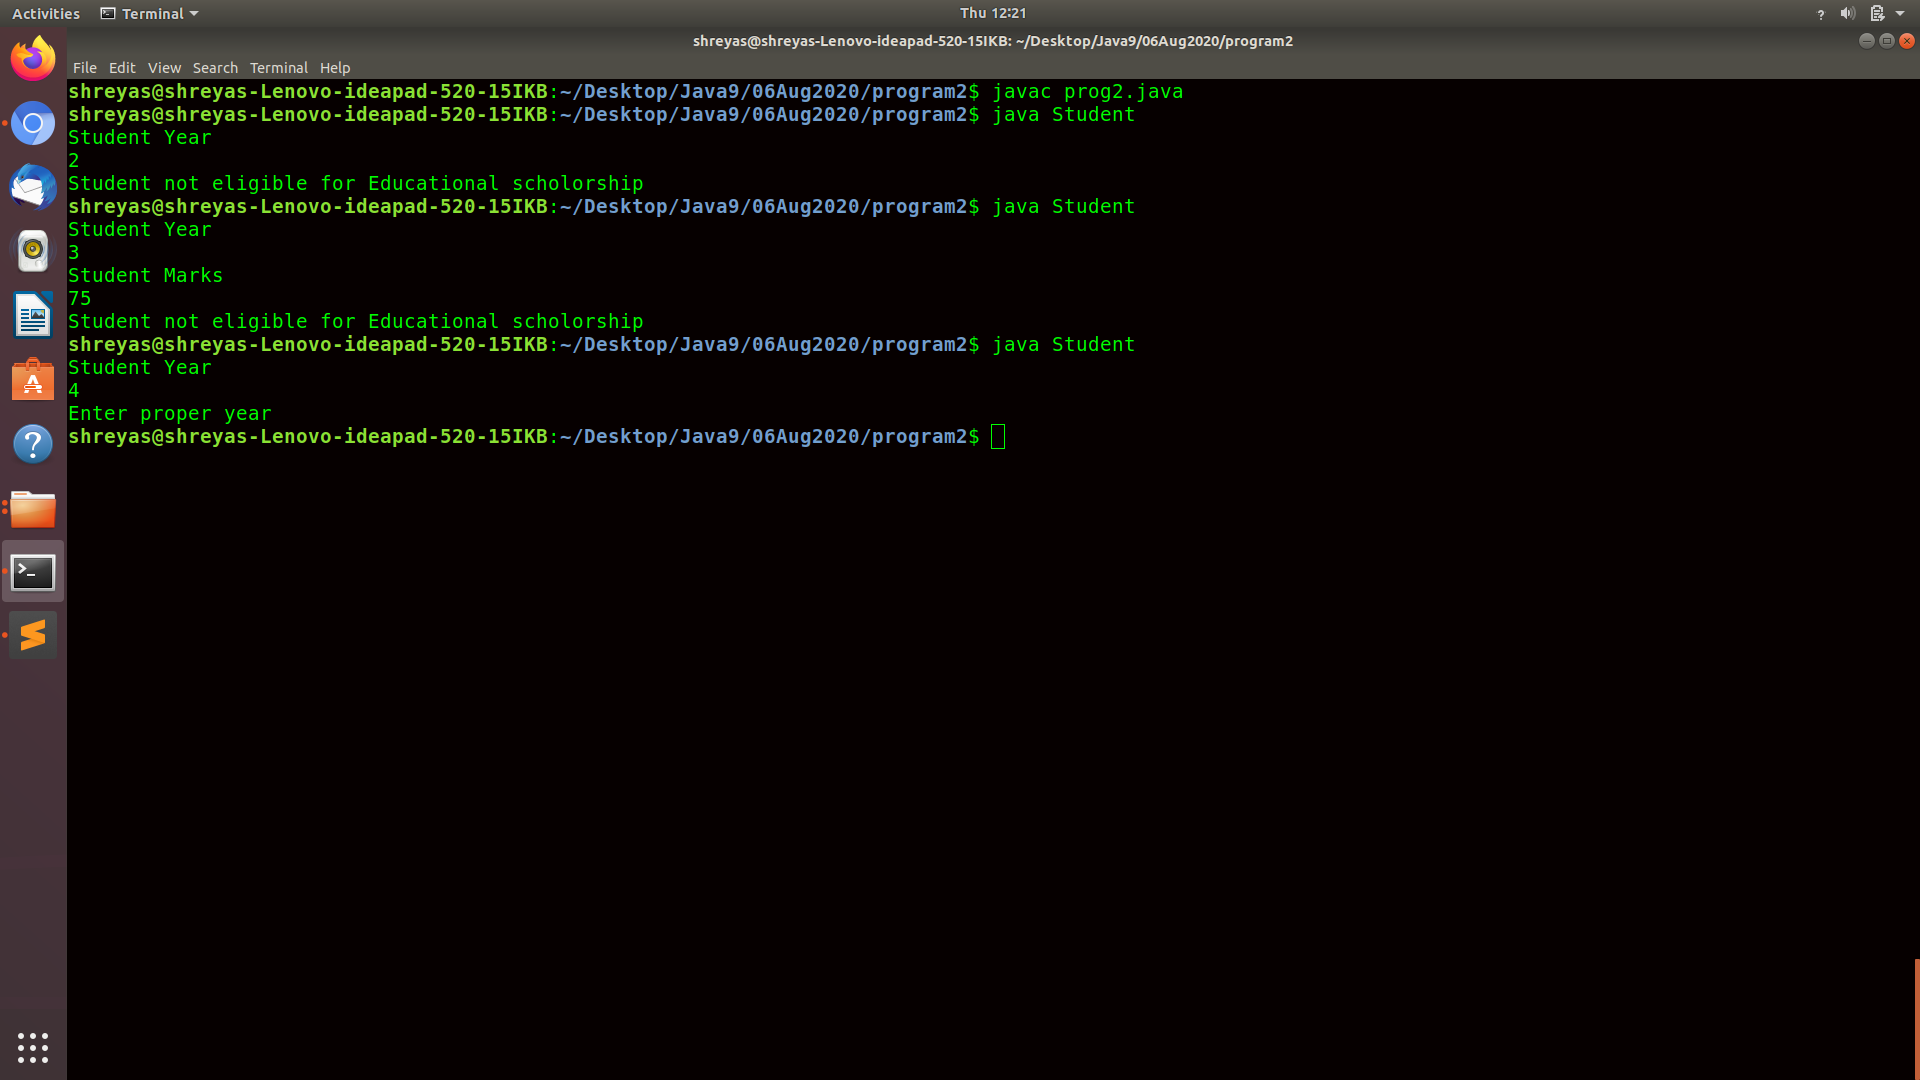 Activities Terminal Thu 12:21 ?
shreyas@shreyas-Lenovo-ideapad-520-15IKB: ~/Desktop/Java9/06Aug2020/program2
File Edit View Search Terminal Help
shreyas@shreyas-Lenovo-ideapad-520-15IKB:~/Desktop/Java9/06Aug2020/program2$ javac prog2.java
shreyas@shreyas-Lenovo-ideapad-520-15IKB:~/Desktop/Java9/06Aug2020/program2$ java Student
Student Year
2
Student not eligible for Educational scholorship
shreyas@shreyas-Lenovo-ideapad-520-15IKB:~/Desktop/Java9/06Aug2020/program2$ java Student
Student Year
3
Student Marks
75
Student not eligible for Educational scholorship
shreyas@shreyas-Lenovo-ideapad-520-15IKB:~/Desktop/Java9/06Aug2020/program2$ java Student
Student Year
4
Enter proper year
shreyas@shreyas-Lenovo-ideapad-520-15IKB:~/Desktop/Java9/06Aug2020/program2$